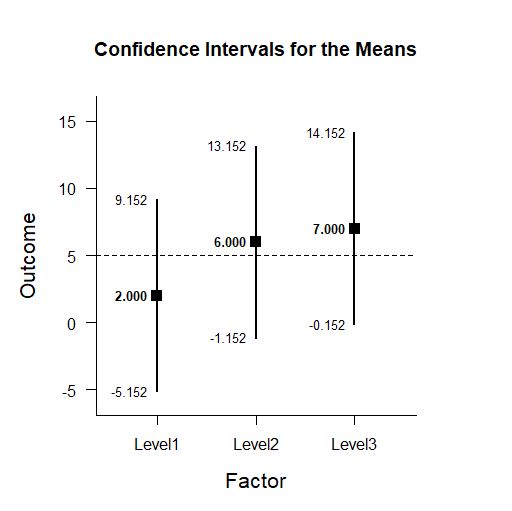 Confidence Intervals for the Means
Outcome
15
10
5
0
-5
9.152
2.000
-5.152
13.152
6.000
-1.152
14.152
7.000
-0.152
Level1
Level2
Level3
Factor